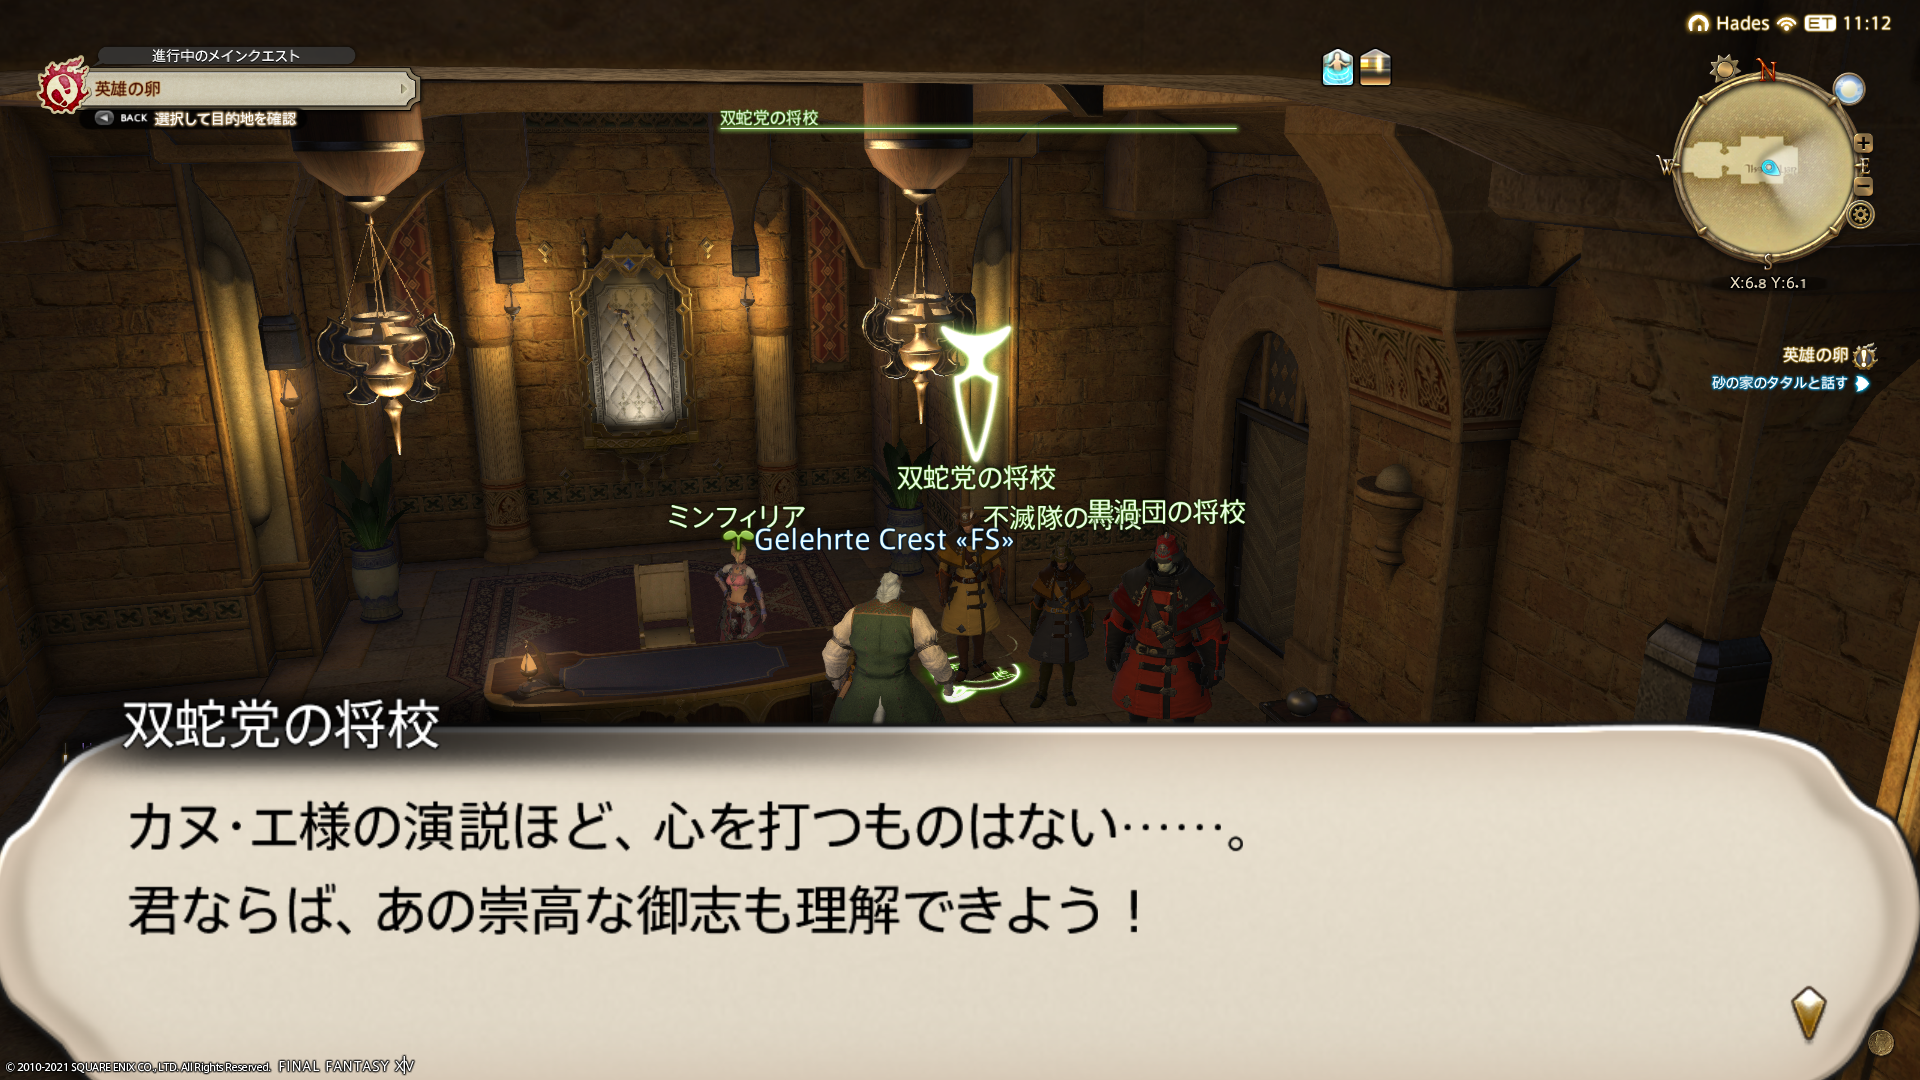 Hades ET 11:12
進行中のメインクエスト
英雄の卵
BACK 選択して目的地を確認
双蛇党の将校
N
W
E
S
X:6.8 Y:6.1
英雄の卵
砂の家のタタルと話す
双蛇党の将校
ミンフィリア
不滅隊の将校
黒渦団の将校
Gelehrte Crest «FS»
双蛇党の将校
カヌ・エ様の演説ほど、心を打つものはない……。
君ならば、あの崇高な御志も理解できよう！
© 2010-2021 SQUARE ENIX CO., LTD. All Rights Reserved. FINAL FANTASY XIV